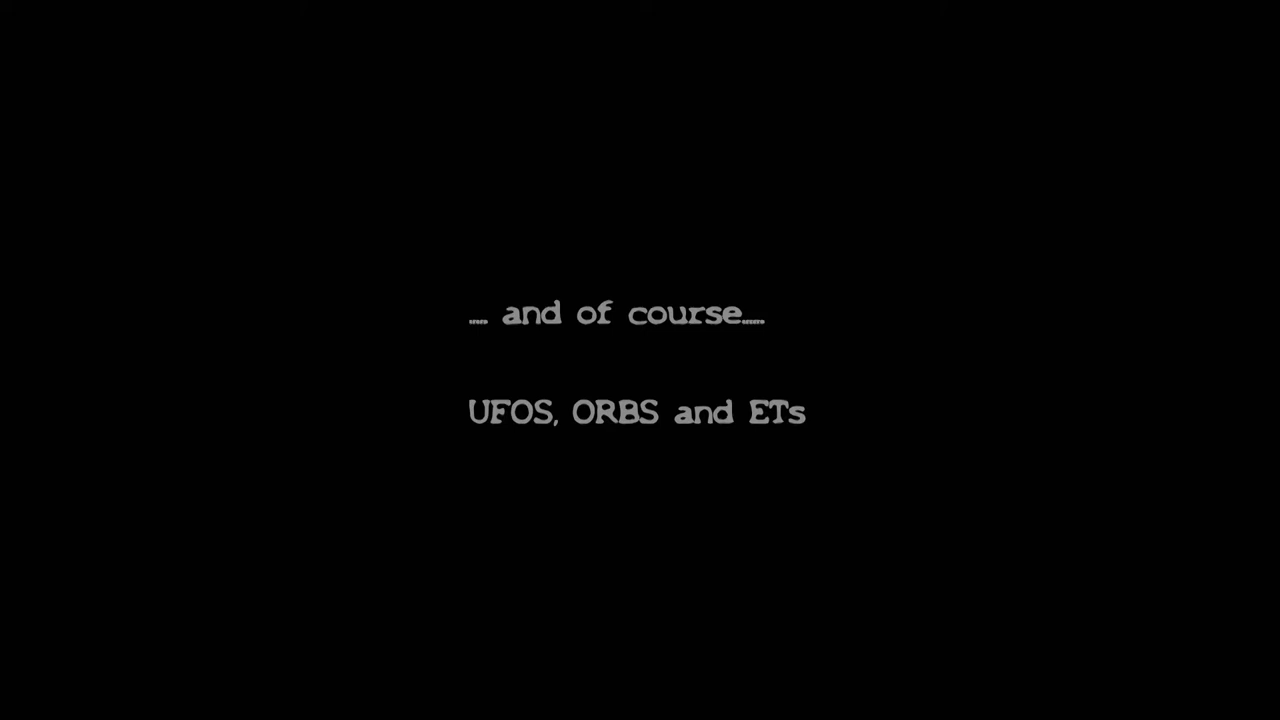 .... and of course.....
UFOS, ORBS and ETs